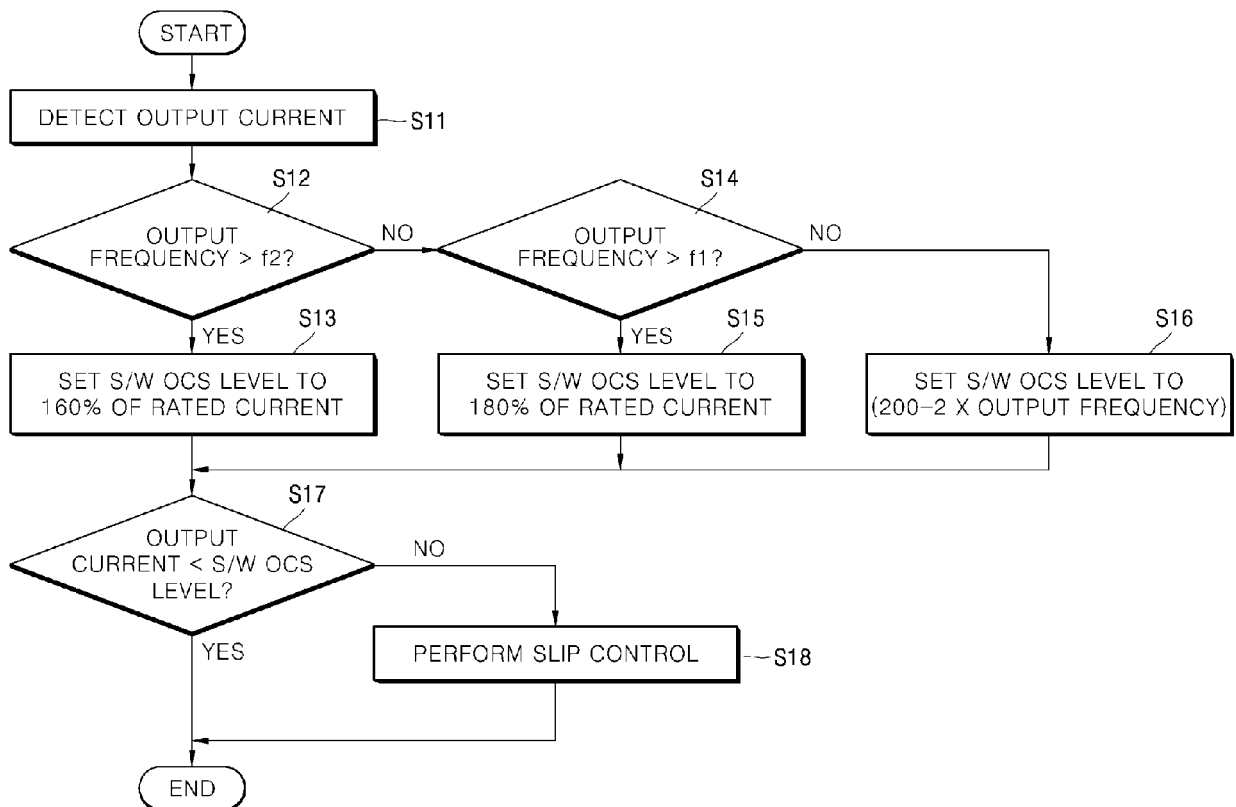 START
DETECT OUTPUT CURRENT
S11
S12
OUTPUT
FREQUENCY > f2?
NO
S14
OUTPUT
FREQUENCY > f1?
NO
YES
S13
SET S/W OCS LEVEL TO
160% OF RATED CURRENT
YES
S15
SET S/W OCS LEVEL TO
180% OF RATED CURRENT
S16
SET S/W OCS LEVEL TO
(200-2 X OUTPUT FREQUENCY)
S17
OUTPUT
CURRENT < S/W OCS
LEVEL?
NO
YES
PERFORM SLIP CONTROL
S18
END